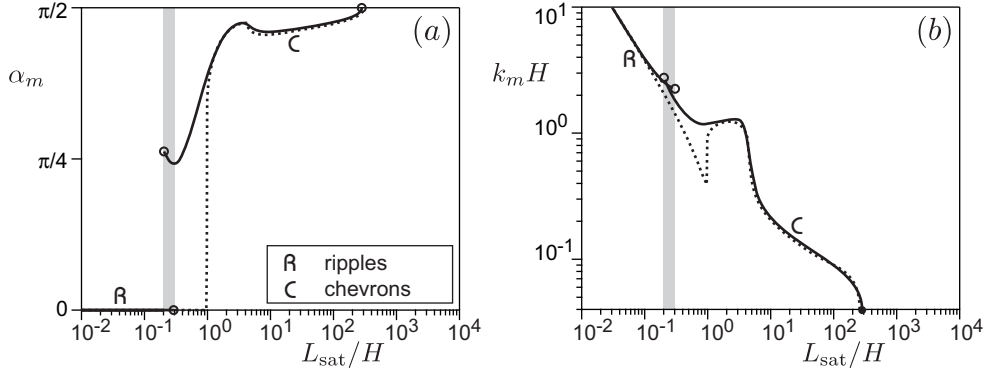 π/2
(a)
α_m
C
π/4
R
R ripples
C chevrons
0
10^-2 10^-1 10^0 10^1 10^2 10^3 10^4
L_sat/H
10^1
(b)
k_m H
R
10^0
C
10^-1
10^-2 10^-1 10^0 10^1 10^2 10^3 10^4
L_sat/H